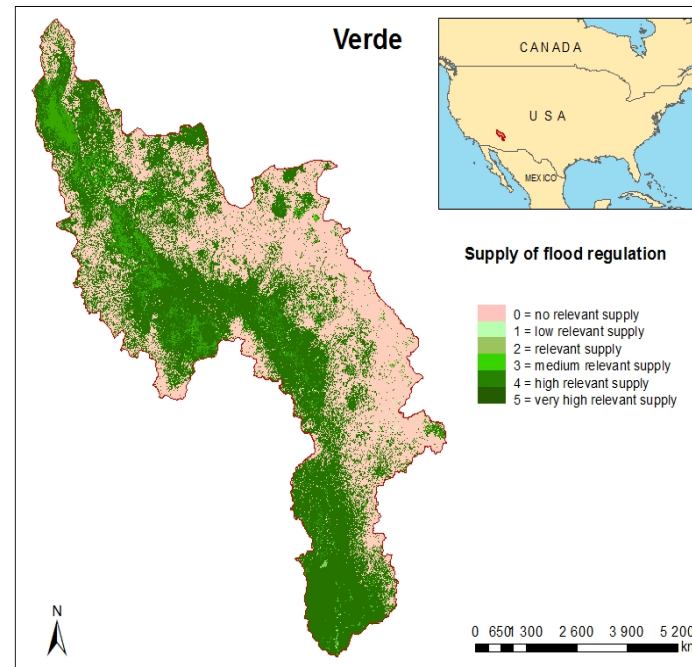 Verde
CANADA
USA
MEXICO
Supply of flood regulation
0 = no relevant supply
1 = low relevant supply
2 = relevant supply
3 = medium relevant supply
4 = high relevant supply
5 = very high relevant supply
N
0 6501 300 2 600 3 900 5 200
km